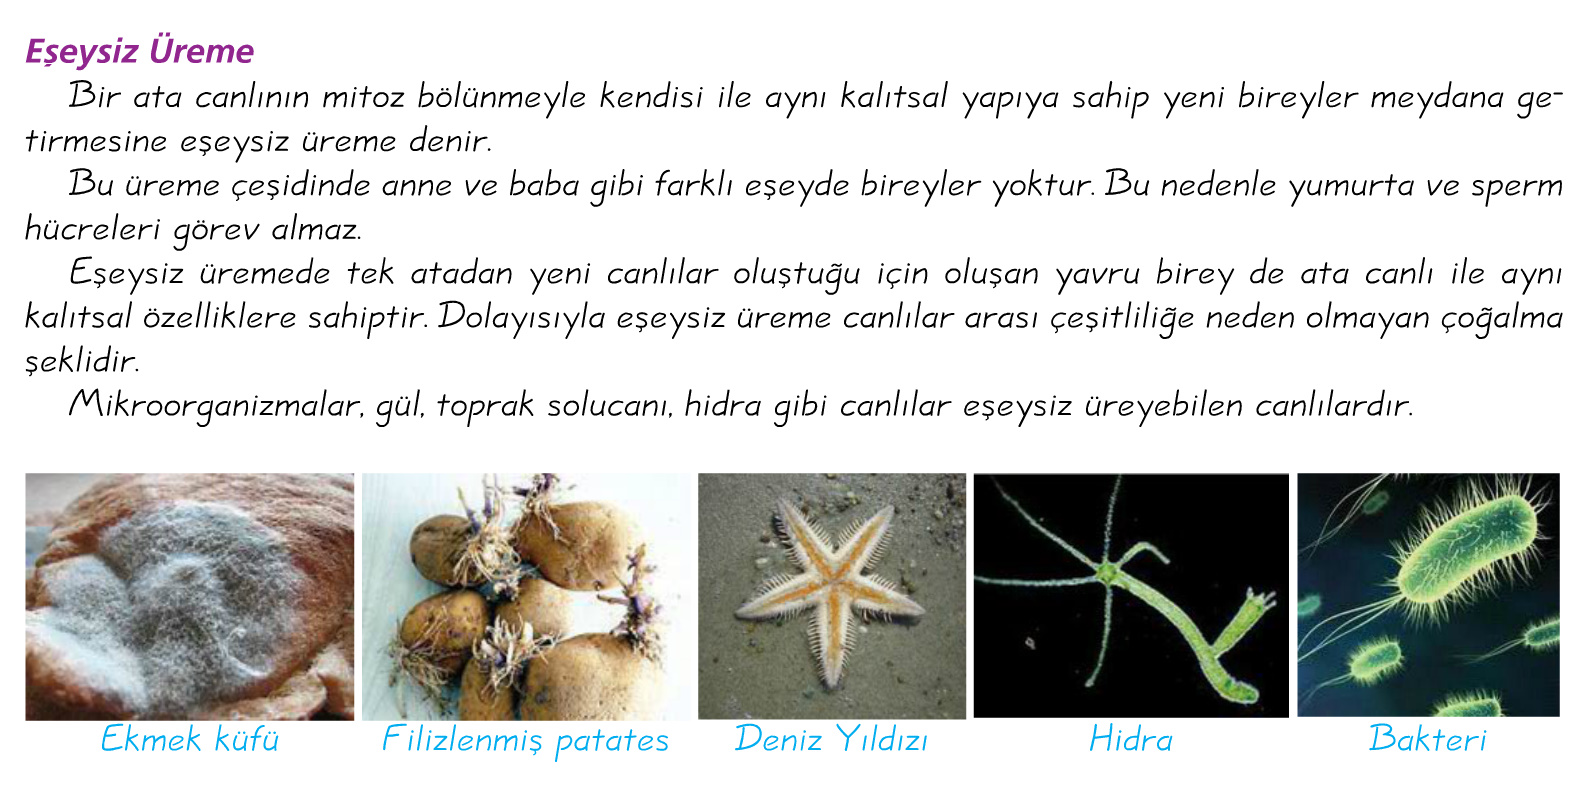 Eşeysiz Üreme
Bir ata canlının mitoz bölünmeyle kendisi ile aynı kalıtsal yapıya sahip yeni bireyler meydana ge-
tirmesine eşeysiz üreme denir.
Bu üreme çeşidinde anne ve baba gibi farklı eşeyde bireyler yoktur. Bu nedenle yumurta ve sperm
hücreleri görev almaz.
Eşeysiz üremede tek atadan yeni canlılar oluştuğu için oluşan yavru birey de ata canlı ile aynı
kalıtsal özelliklere sahiptir. Dolayısıyla eşeysiz üreme canlılar arası çeşitliliğe neden olmayan çoğalma
şeklidir.
Mikroorganizmalar, gül, toprak solucanı, hidra gibi canlılar eşeysiz üreyebilen canlılardır.
Ekmek küfü
Filizlenmiş patates
Deniz Yıldızı
Hidra
Bakteri